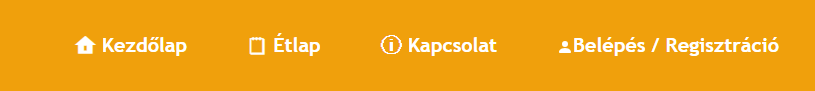 Kezdőlap Étlap Kapcsolat Belépés / Regisztráció